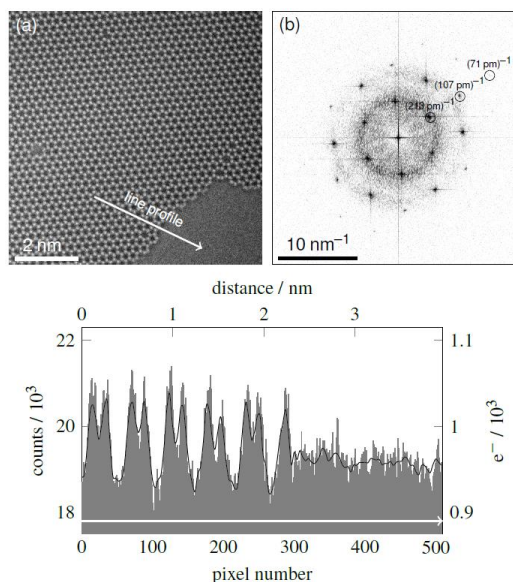 (a)
line profile
2 nm
(b)
(71 pm)⁻¹
(107 pm)⁻¹
(213 pm)⁻¹
10 nm⁻¹
distance / nm
0 1 2 3
22 1.1
20 1
18 0.9
counts / 10³
e⁻ / 10³
0 100 200 300 400 500
pixel number